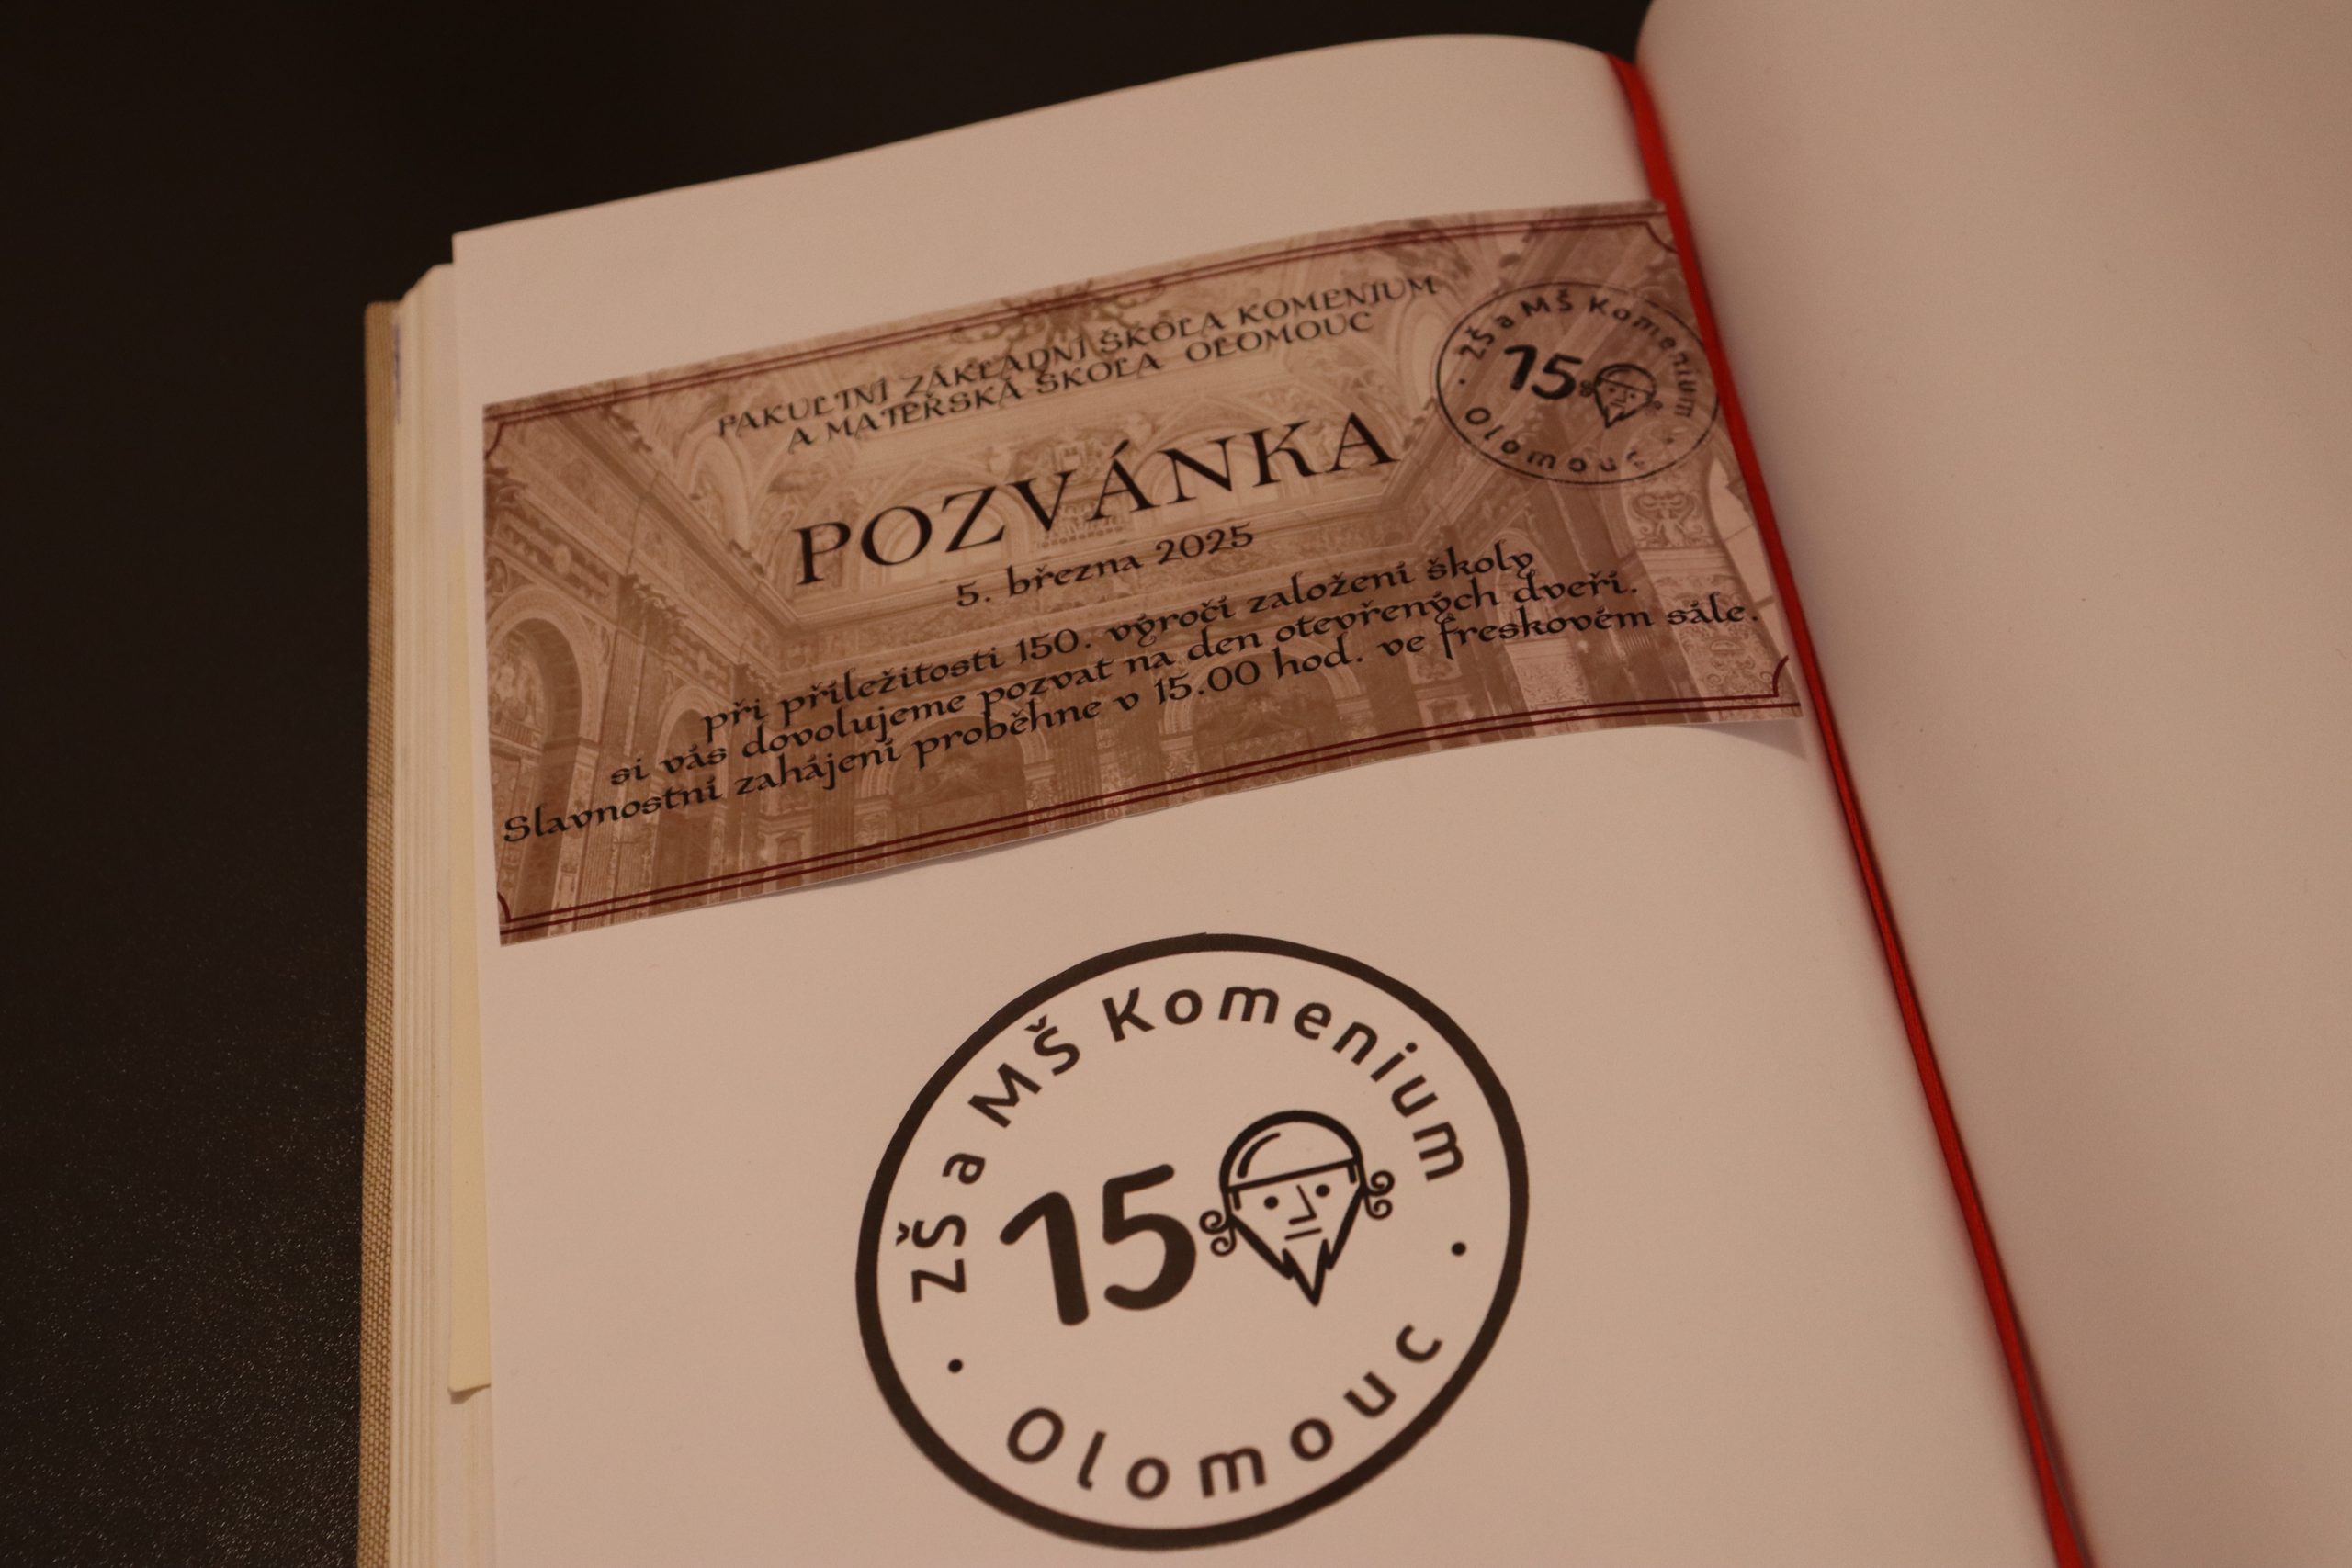 FAKULTNÍ ZÁKLADNÍ ŠKOLA KOMENIUM
A MATEŘSKÁ ŠKOLA OLOMOUC
ZŠ a MŠ Komenium
15
Olomouc
POZVÁNKA
5. března 2025
při příležitosti 150. výročí založení školy
si vás dovolujeme pozvat na den otevřených dveří.
Slavnostní zahájení proběhne v 15.00 hod. ve freskovém sále.
ZŠ a MŠ Komenium
15
Olomouc